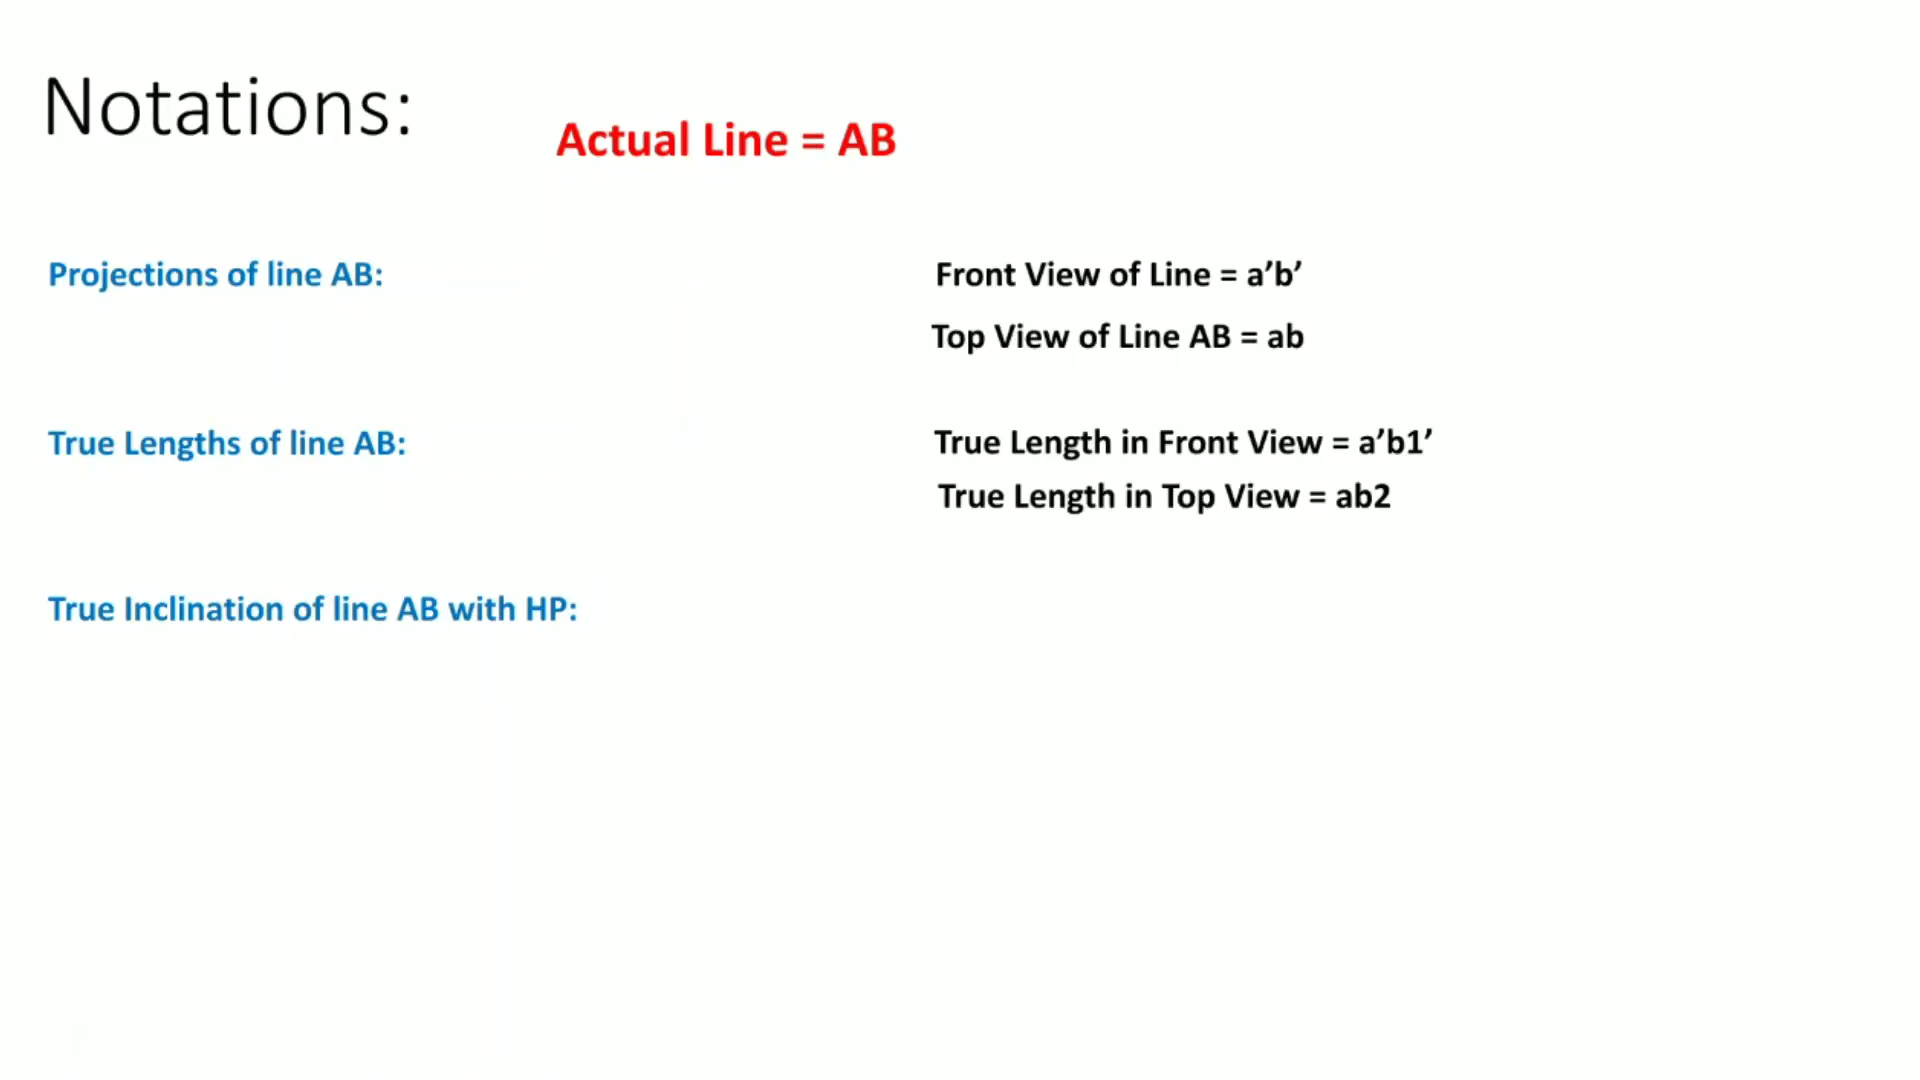 Notations:
Actual Line = AB
Projections of line AB:
Front View of Line = a’b’
Top View of Line AB = ab
True Lengths of line AB:
True Length in Front View = a’b1’
True Length in Top View = ab2
True Inclination of line AB with HP: